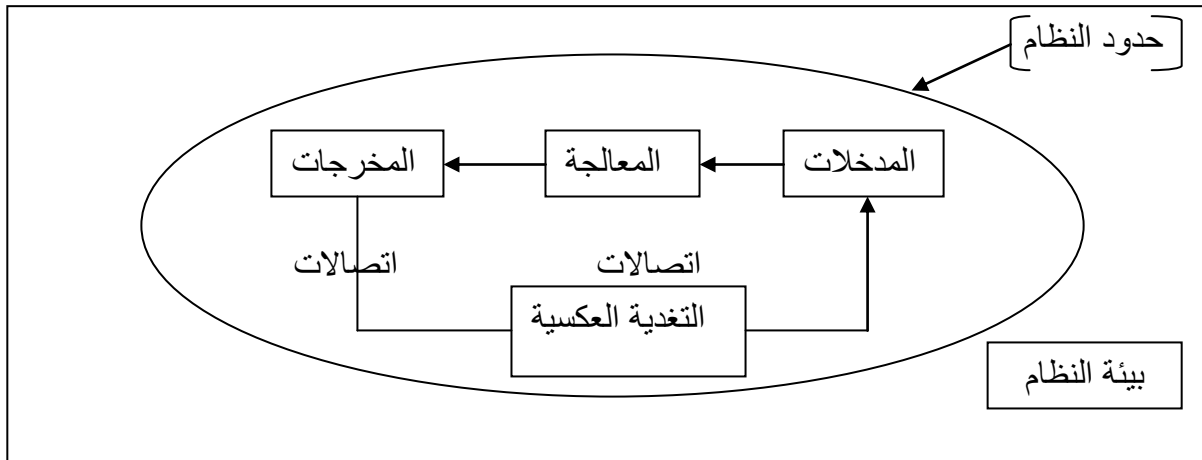 حدود النظام
المدخلات
المعالجة
المخرجات
اتصالات
اتصالات
التغدية العكسية
بيئة النظام